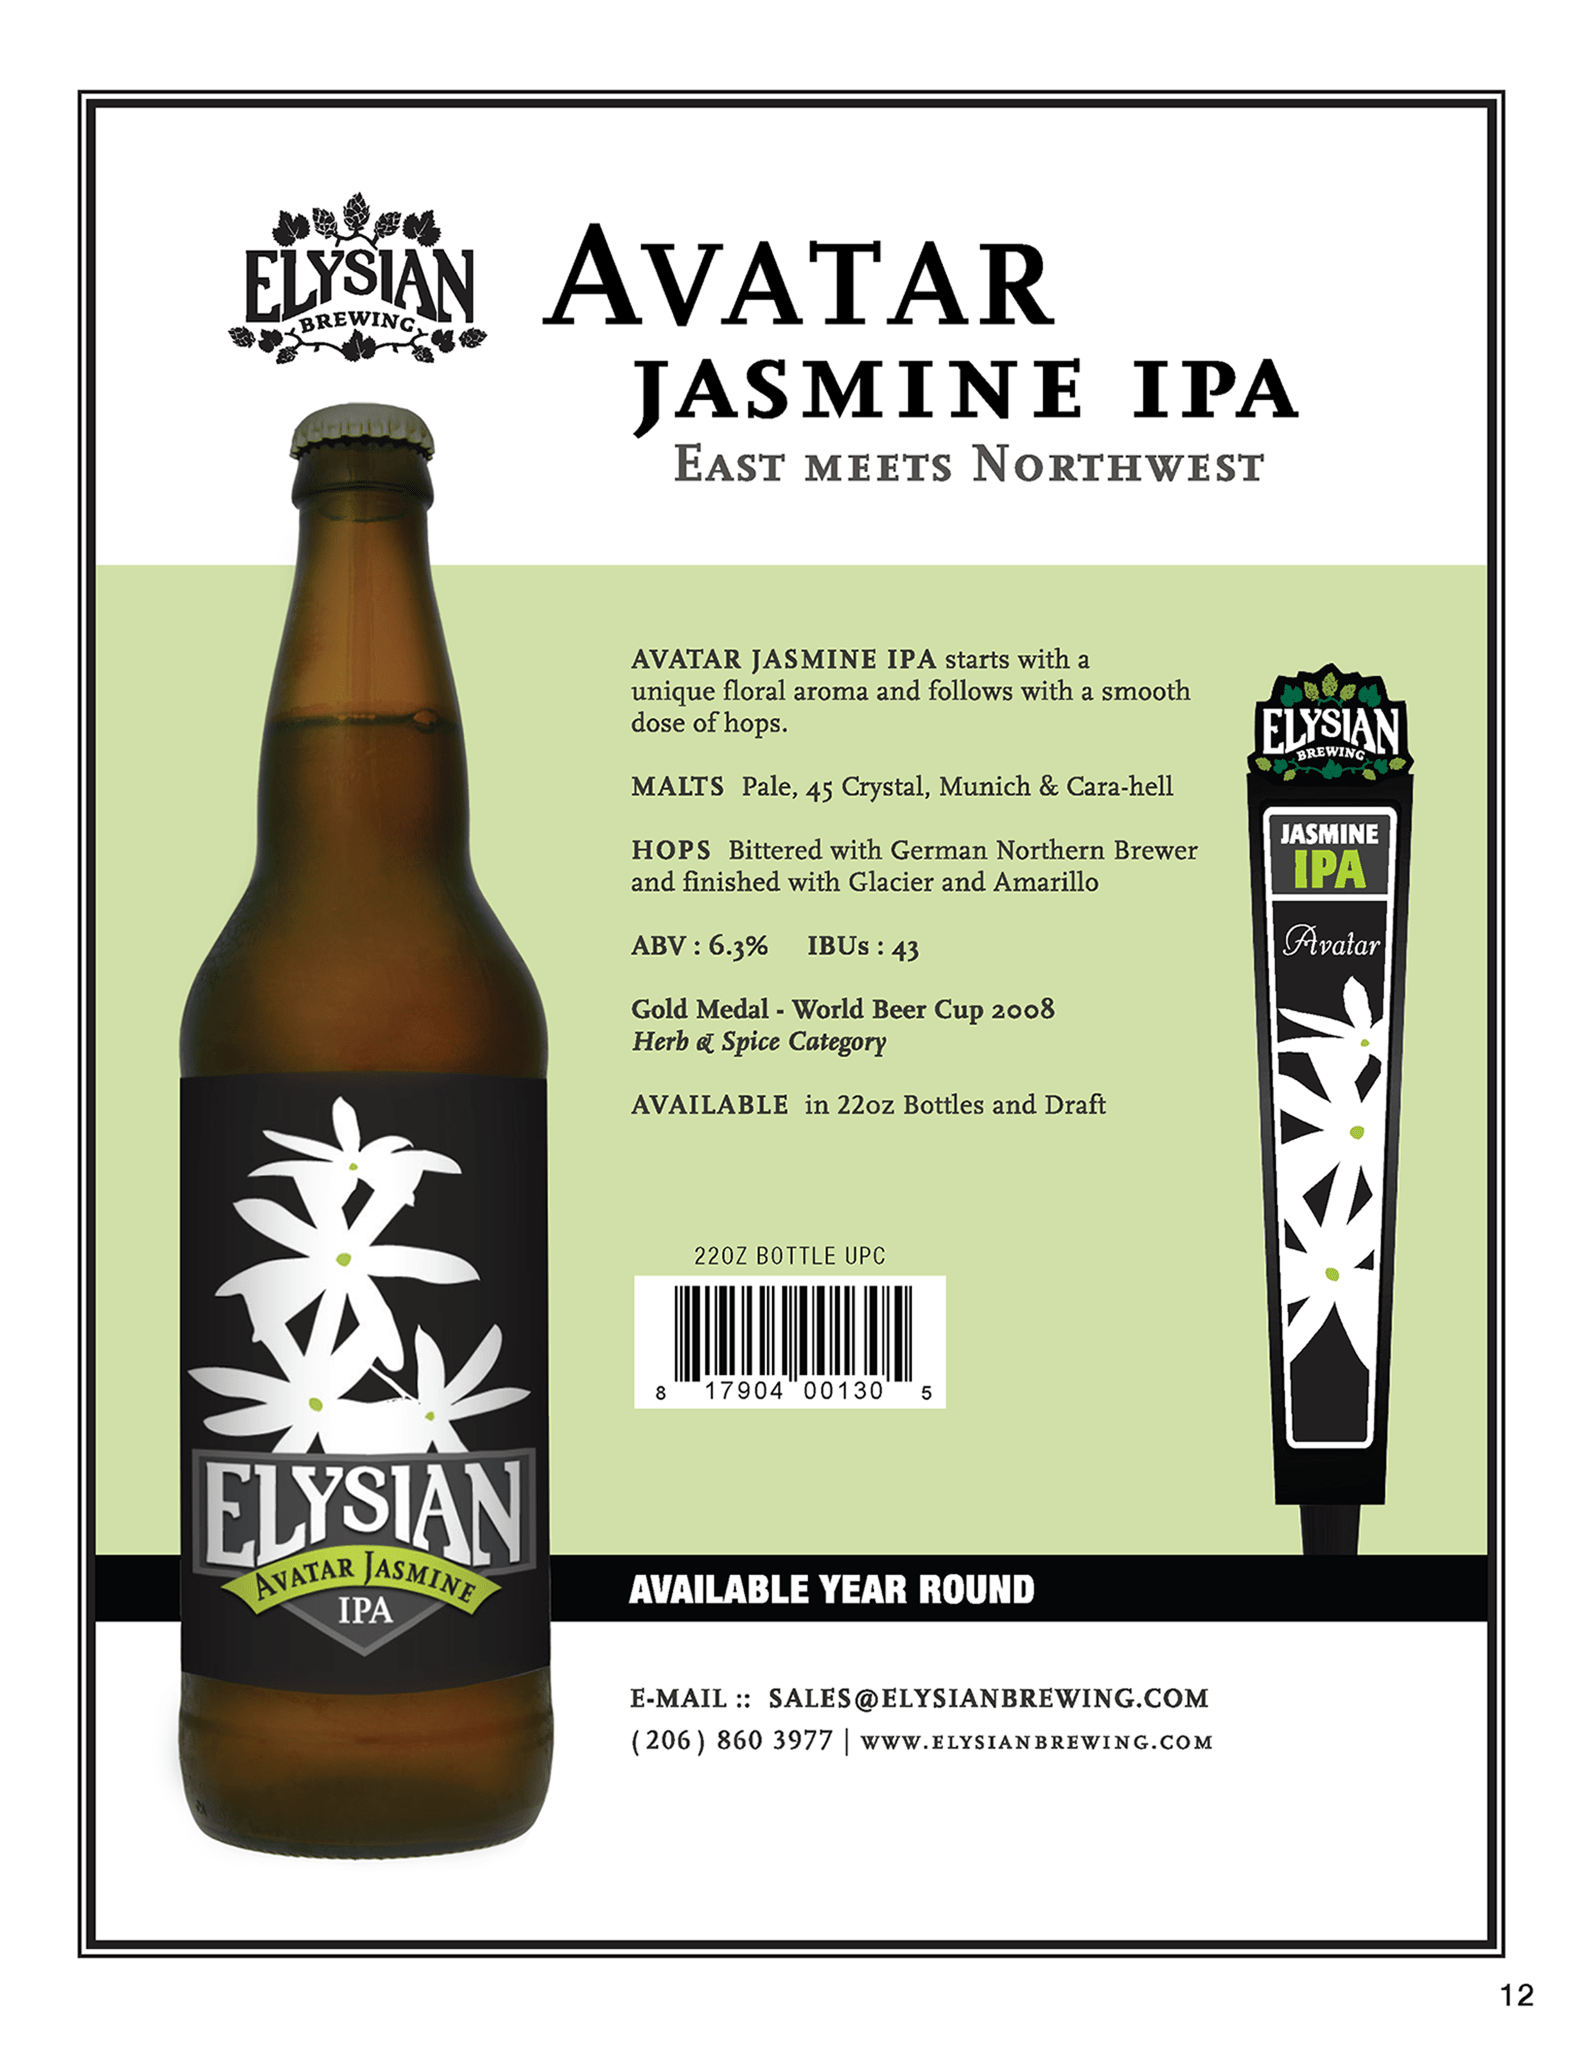 ELYSIAN
BREWING
AVATAR
JASMINE IPA
EAST MEETS NORTHWEST
AVATAR JASMINE IPA starts with a
unique floral aroma and follows with a smooth
dose of hops.
MALTS Pale, 45 Crystal, Munich & Cara-hell
HOPS Bittered with German Northern Brewer
and finished with Glacier and Amarillo
ABV : 6.3% IBUs : 43
Gold Medal - World Beer Cup 2008
Herb & Spice Category
AVAILABLE in 22oz Bottles and Draft
22OZ BOTTLE UPC
8 17904 00130 5
ELYSIAN
BREWING
JASMINE
IPA
Avatar
ELYSIAN
AVATAR JASMINE
IPA
AVAILABLE YEAR ROUND
E-MAIL :: SALES@ELYSIANBREWING.COM
(206) 860 3977 | WWW.ELYSIANBREWING.COM
12